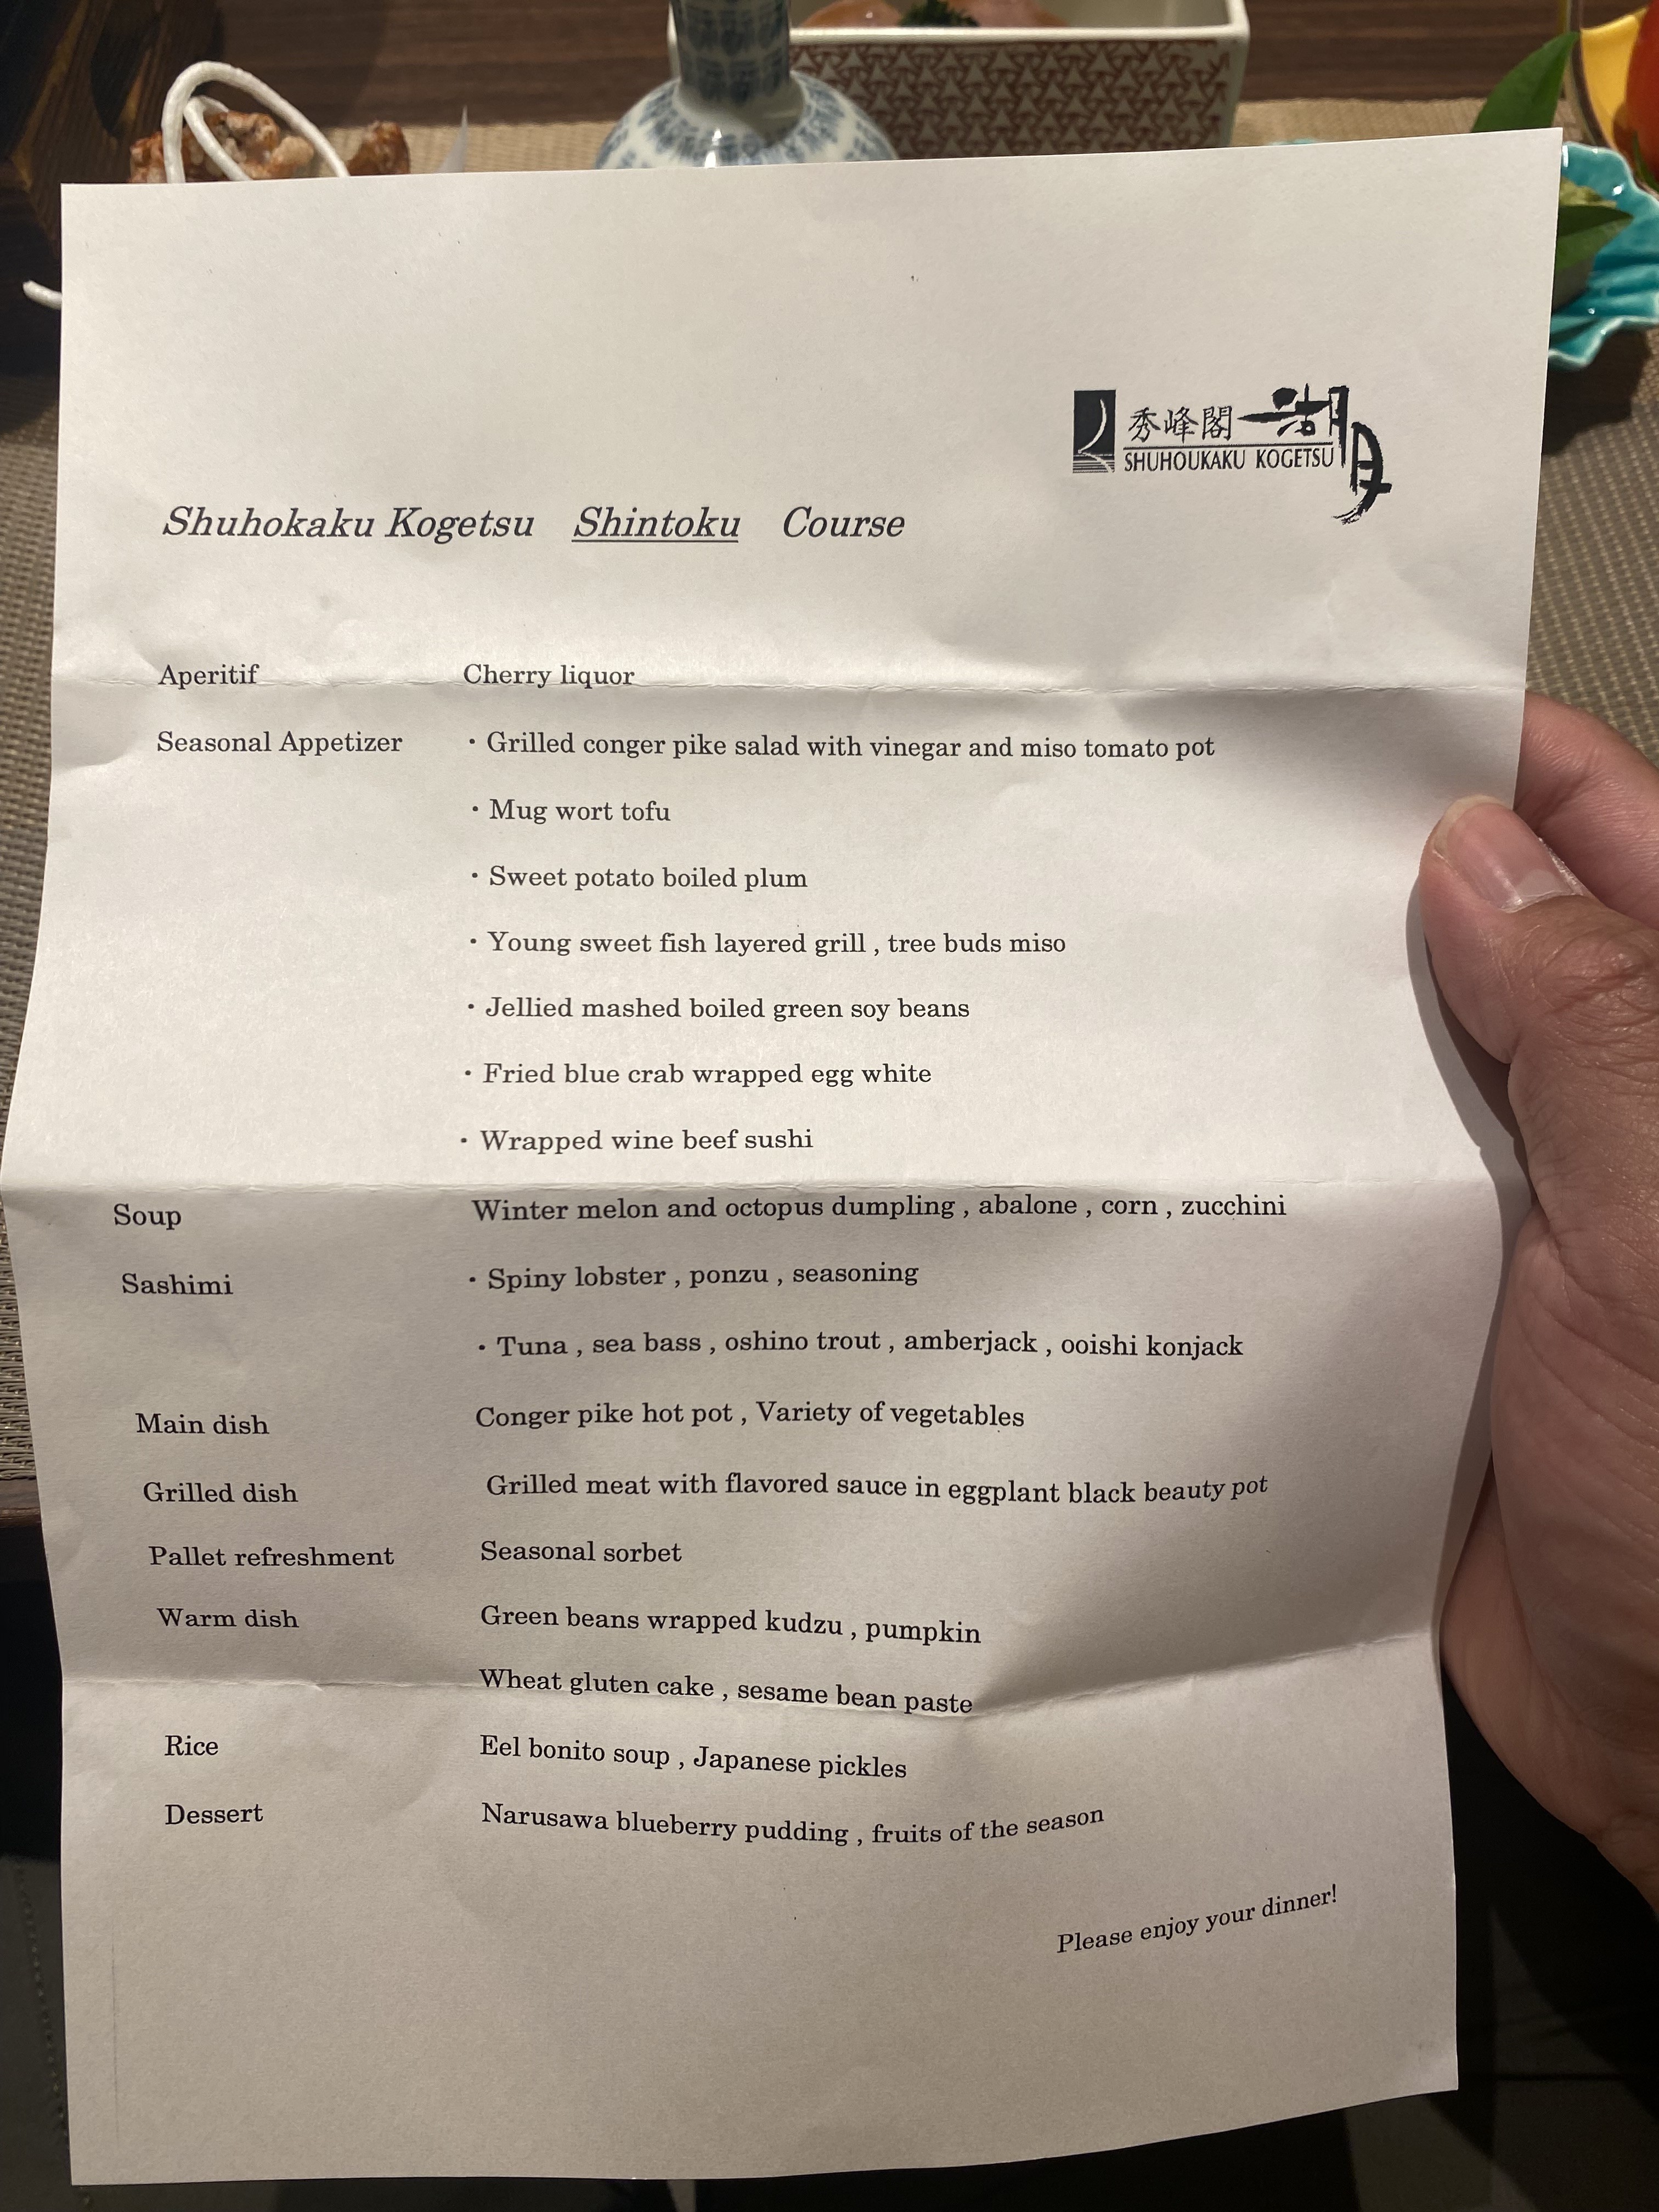 秀峰閣 湖月
SHUHOUKAKU KOGETSU
Shuhokaku Kogetsu Shintoku Course
Aperitif Cherry liquor
Seasonal Appetizer ・Grilled conger pike salad with vinegar and miso tomato pot
・Mug wort tofu
・Sweet potato boiled plum
・Young sweet fish layered grill , tree buds miso
・Jellied mashed boiled green soy beans
・Fried blue crab wrapped egg white
・Wrapped wine beef sushi
Soup Winter melon and octopus dumpling , abalone , corn , zucchini
Sashimi ・Spiny lobster , ponzu , seasoning
・Tuna , sea bass , oshino trout , amberjack , ooishi konjack
Main dish Conger pike hot pot , Variety of vegetables
Grilled dish Grilled meat with flavored sauce in eggplant black beauty pot
Pallet refreshment Seasonal sorbet
Warm dish Green beans wrapped kudzu , pumpkin
Wheat gluten cake , sesame bean paste
Rice Eel bonito soup , Japanese pickles
Dessert Narusawa blueberry pudding , fruits of the season
Please enjoy your dinner!